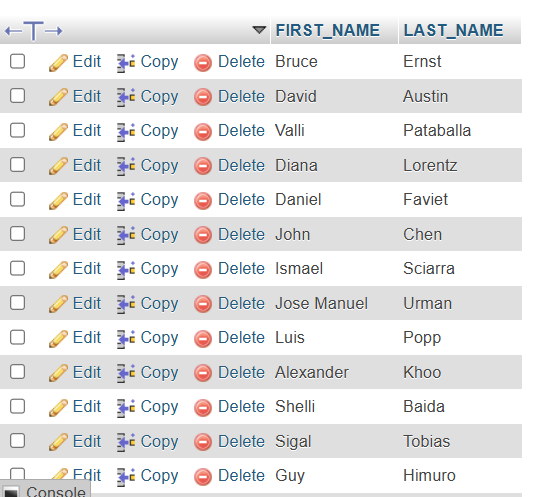 FIRST_NAME LAST_NAME
Edit Copy Delete Bruce Ernst
Edit Copy Delete David Austin
Edit Copy Delete Valli Pataballa
Edit Copy Delete Diana Lorentz
Edit Copy Delete Daniel Faviet
Edit Copy Delete John Chen
Edit Copy Delete Ismael Sciarra
Edit Copy Delete Jose Manuel Urman
Edit Copy Delete Luis Popp
Edit Copy Delete Alexander Khoo
Edit Copy Delete Shelli Baida
Edit Copy Delete Sigal Tobias
Edit Copy Delete Guy Himuro
Console